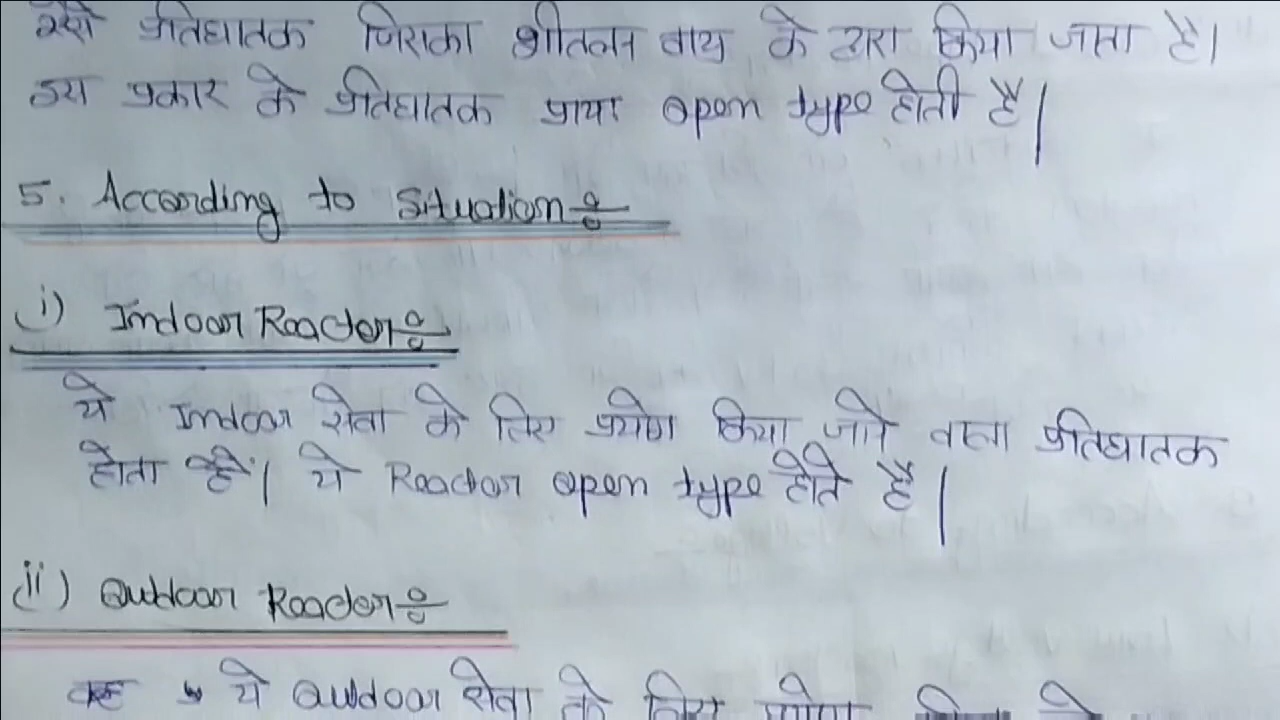 ऐसे प्रतिघातक जिसका शीतलन वायु के द्वारा किया जाता है।
इस प्रकार के प्रतिघातक प्राया open type होती है।
5. According to Situation÷
i) Indoor Reactor÷
ये Indoor सेवा के लिए प्रयोग किया जाने वाला प्रतिघातक
होता है। ये Reactor open type होते है।
(ii) Outdoor Reactor÷
ये Outdoor सेवा के लिए प्रयोग